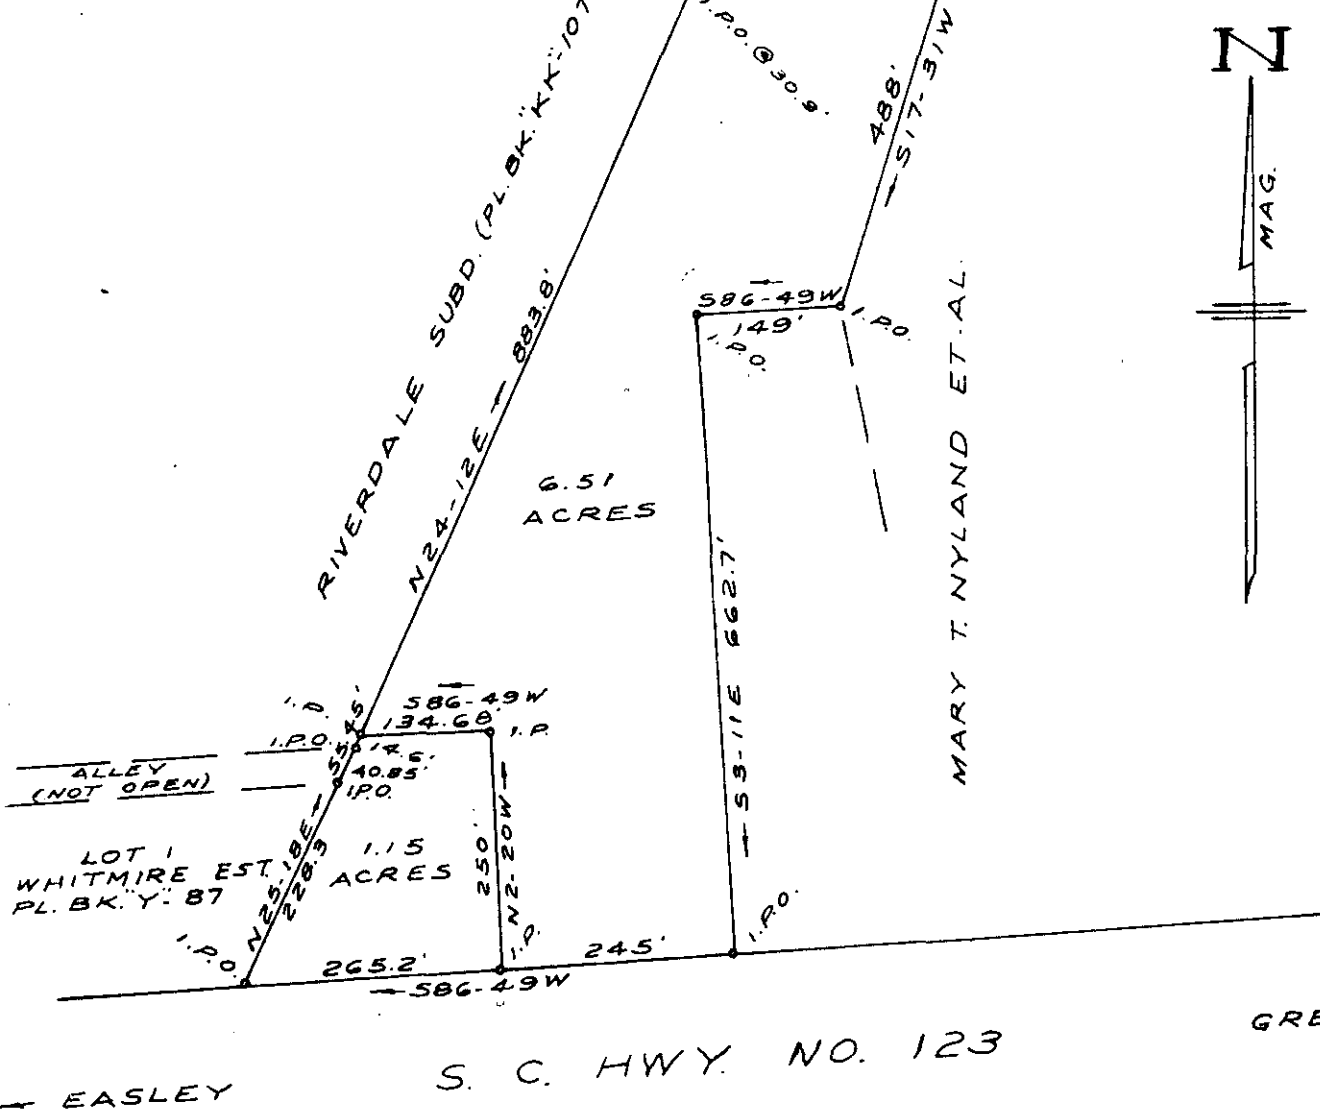 RIVERDALE SUBD. (PL. BK. "KK"-107
I.P.O. @ 30.9'
488'
S17-31W
N
MAG.
S86-49W
149'
I.P.O.
I.P.O.
N24-12E 883.8'
6.51
ACRES
S3-11E 662.7'
MARY T. NYLAND ET. AL.
I.P.
S86-49W
134.68'
I.P.
55.45'
I.P.O.
40.85'
I.P.O.
ALLEY
(NOT OPEN)
LOT 1
WHITMIRE EST.
PL. BK. "Y"- 87
N25-18E
228.3
1.15
ACRES
250'
N2-20W
I.P.
I.P.O.
I.P.O.
265.2'
245'
S86-49W
S. C. HWY. NO. 123
GRE
EASLEY